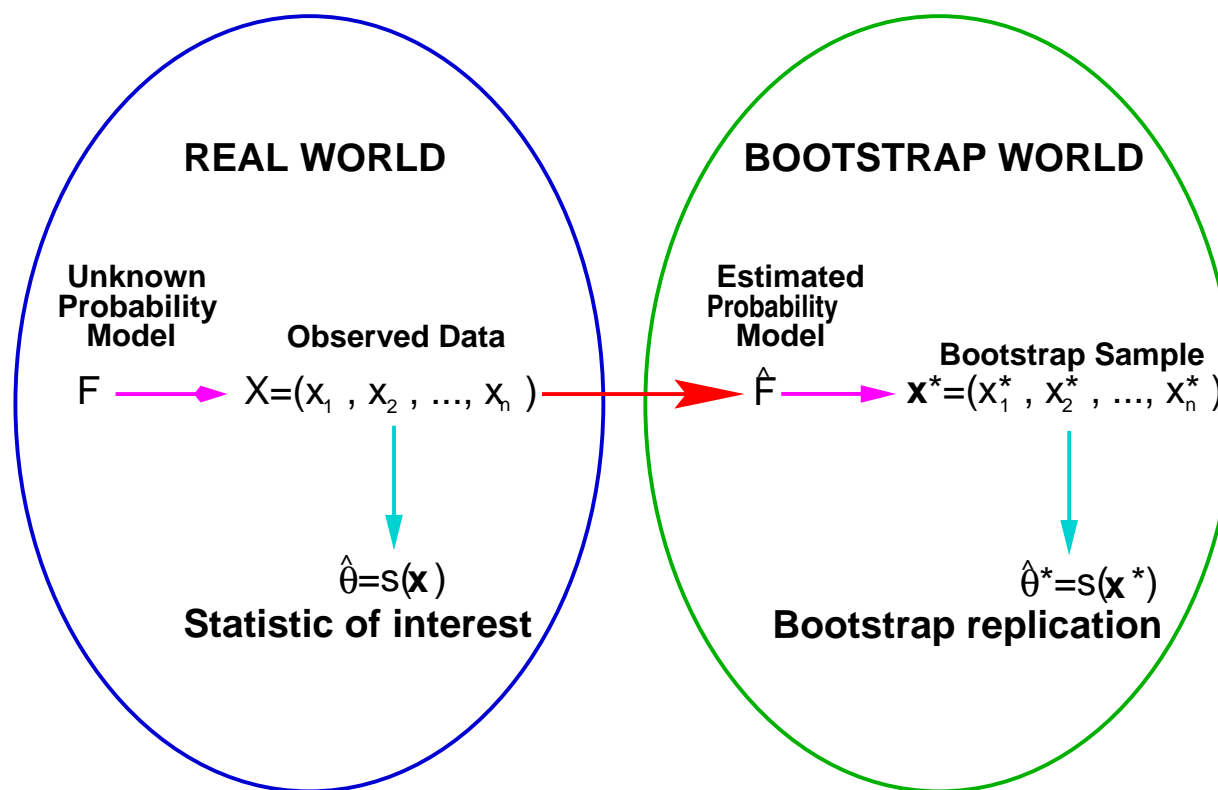 REAL WORLD
Unknown
Probability
Model
Observed Data
F
X=(x₁ , x₂ , ..., xₙ )
θ̂=s(x)
Statistic of interest
BOOTSTRAP WORLD
Estimated
Probability
Model
Bootstrap Sample
F̂
x*=(x₁* , x₂* , ..., xₙ* )
θ̂*=s(x*)
Bootstrap replication